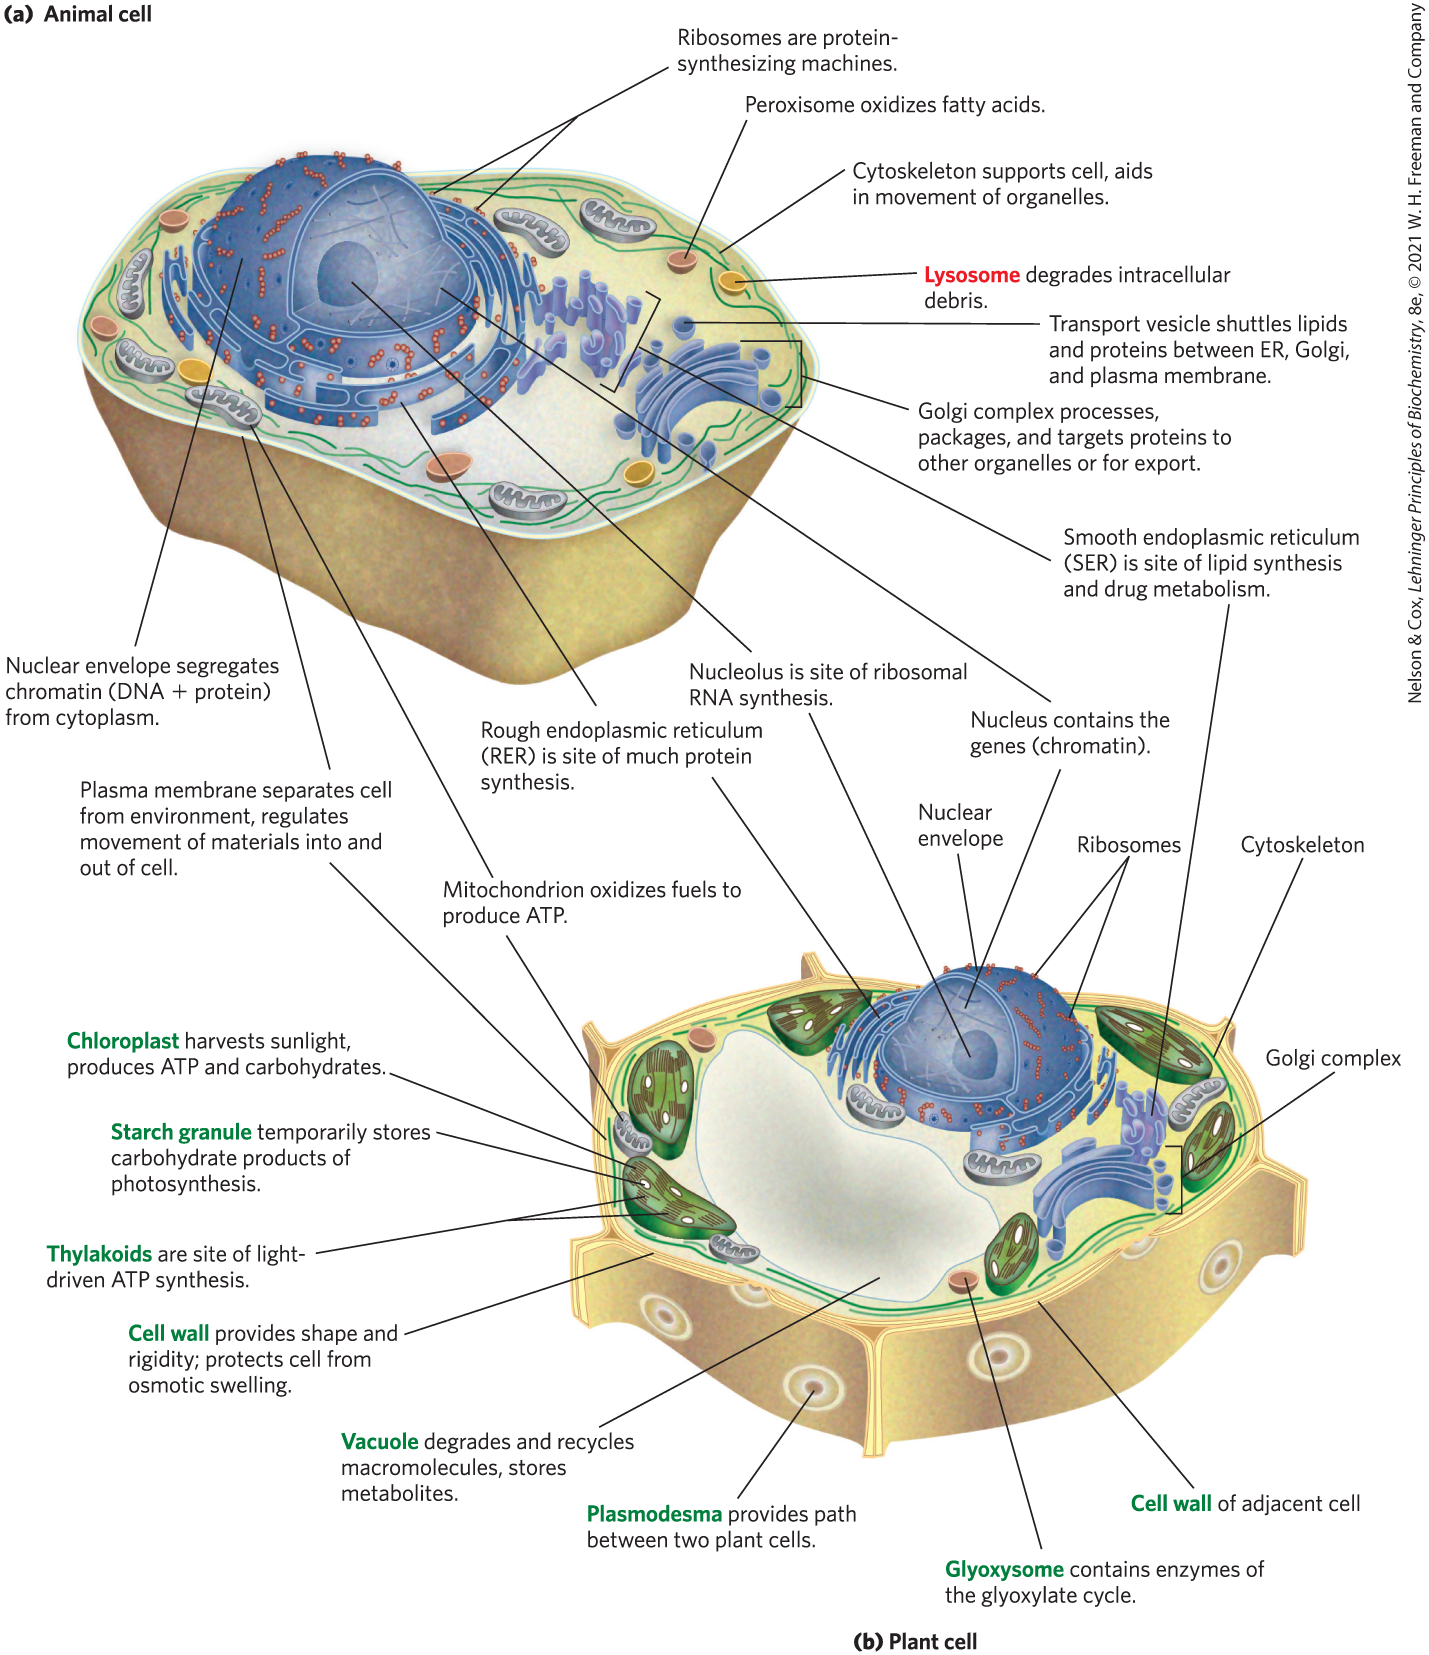 (a) Animal cell
Ribosomes are protein-
synthesizing machines.
Peroxisome oxidizes fatty acids.
Cytoskeleton supports cell, aids
in movement of organelles.
Lysosome degrades intracellular
debris.
Transport vesicle shuttles lipids
and proteins between ER, Golgi,
and plasma membrane.
Golgi complex processes,
packages, and targets proteins to
other organelles or for export.
Smooth endoplasmic reticulum
(SER) is site of lipid synthesis
and drug metabolism.
Nuclear envelope segregates
chromatin (DNA + protein)
from cytoplasm.
Nucleolus is site of ribosomal
RNA synthesis.
Nucleus contains the
genes (chromatin).
Rough endoplasmic reticulum
(RER) is site of much protein
synthesis.
Plasma membrane separates cell
from environment, regulates
movement of materials into and
out of cell.
Mitochondrion oxidizes fuels to
produce ATP.
Nuclear
envelope
Ribosomes
Cytoskeleton
Golgi complex
Chloroplast harvests sunlight,
produces ATP and carbohydrates.
Starch granule temporarily stores
carbohydrate products of
photosynthesis.
Thylakoids are site of light-
driven ATP synthesis.
Cell wall provides shape and
rigidity; protects cell from
osmotic swelling.
Vacuole degrades and recycles
macromolecules, stores
metabolites.
Plasmodesma provides path
between two plant cells.
Cell wall of adjacent cell
Glyoxysome contains enzymes of
the glyoxylate cycle.
(b) Plant cell
Nelson & Cox, Lehninger Principles of Biochemistry, 8e, © 2021 W. H. Freeman and Company